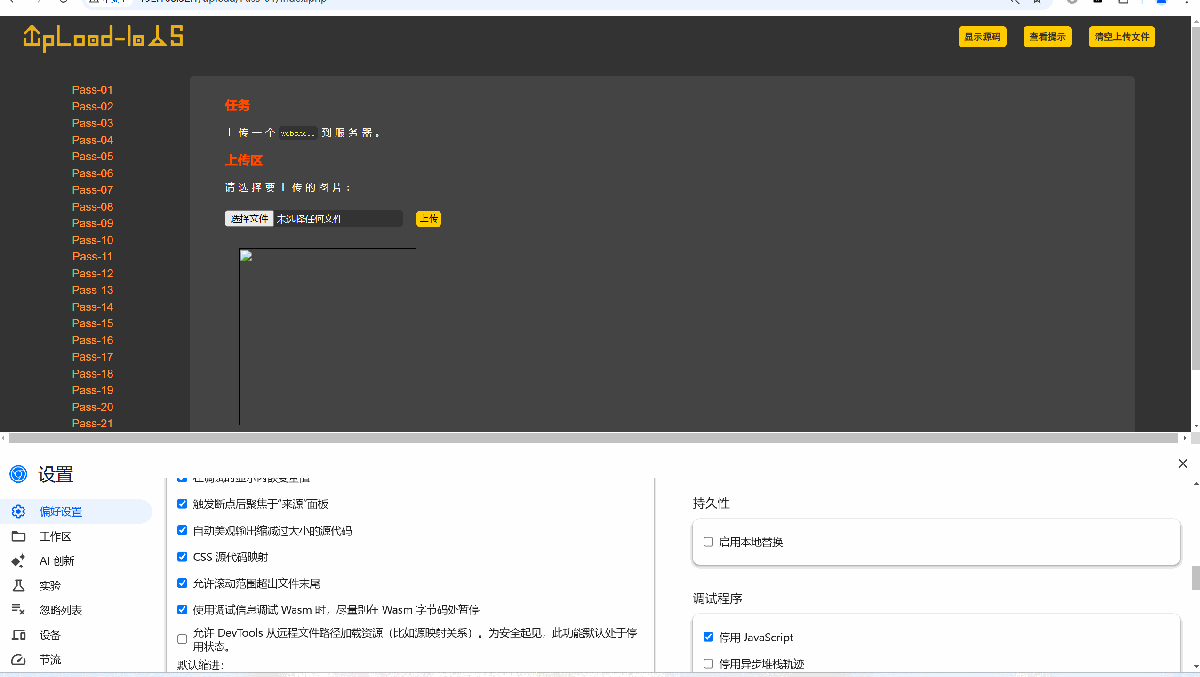 UpLoad-labs
显示源码
查看提示
清空上传文件
Pass-01
Pass-02
Pass-03
Pass-04
Pass-05
Pass-06
Pass-07
Pass-08
Pass-09
Pass-10
Pass-11
Pass-12
Pass-13
Pass-14
Pass-15
Pass-16
Pass-17
Pass-18
Pass-19
Pass-20
Pass-21
任务
上传一个 到服务器。
上传区
请选择要上传的图片：
选择文件 未选择任何文件 上传
设置
偏好设置
工作区
AI 创新
实验
忽略列表
设备
节流
触发断点后聚焦于“来源”面板
自动美观输出缩减过大小的源代码
CSS 源代码映射
允许滚动范围超出文件末尾
使用调试信息调试 Wasm 时，尽量别在 Wasm 字节码处暂停
允许 DevTools 从远程文件路径加载资源（比如源映射关系）。为安全起见，此功能默认处于停
用状态。
默认缩进：
持久性
启用本地替换
调试程序
停用 JavaScript
停用异步堆栈轨迹